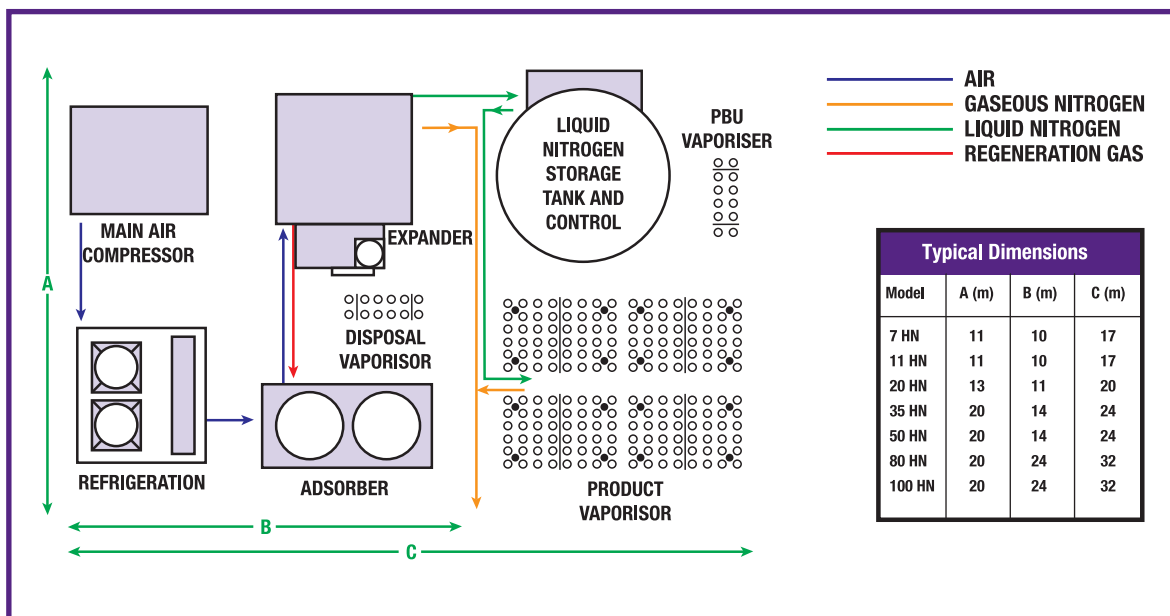 AIR
GASEOUS NITROGEN
LIQUID NITROGEN
REGENERATION GAS
A
MAIN AIR
COMPRESSOR
EXPANDER
LIQUID
NITROGEN
STORAGE
TANK AND
CONTROL
PBU
VAPORISER
DISPOSAL
VAPORISOR
REFRIGERATION
ADSORBER
PRODUCT
VAPORISOR
B
C
Typical Dimensions
Model A (m) B (m) C (m)
7 HN 11 10 17
11 HN 11 10 17
20 HN 13 11 20
35 HN 20 14 24
50 HN 20 14 24
80 HN 20 24 32
100 HN 20 24 32